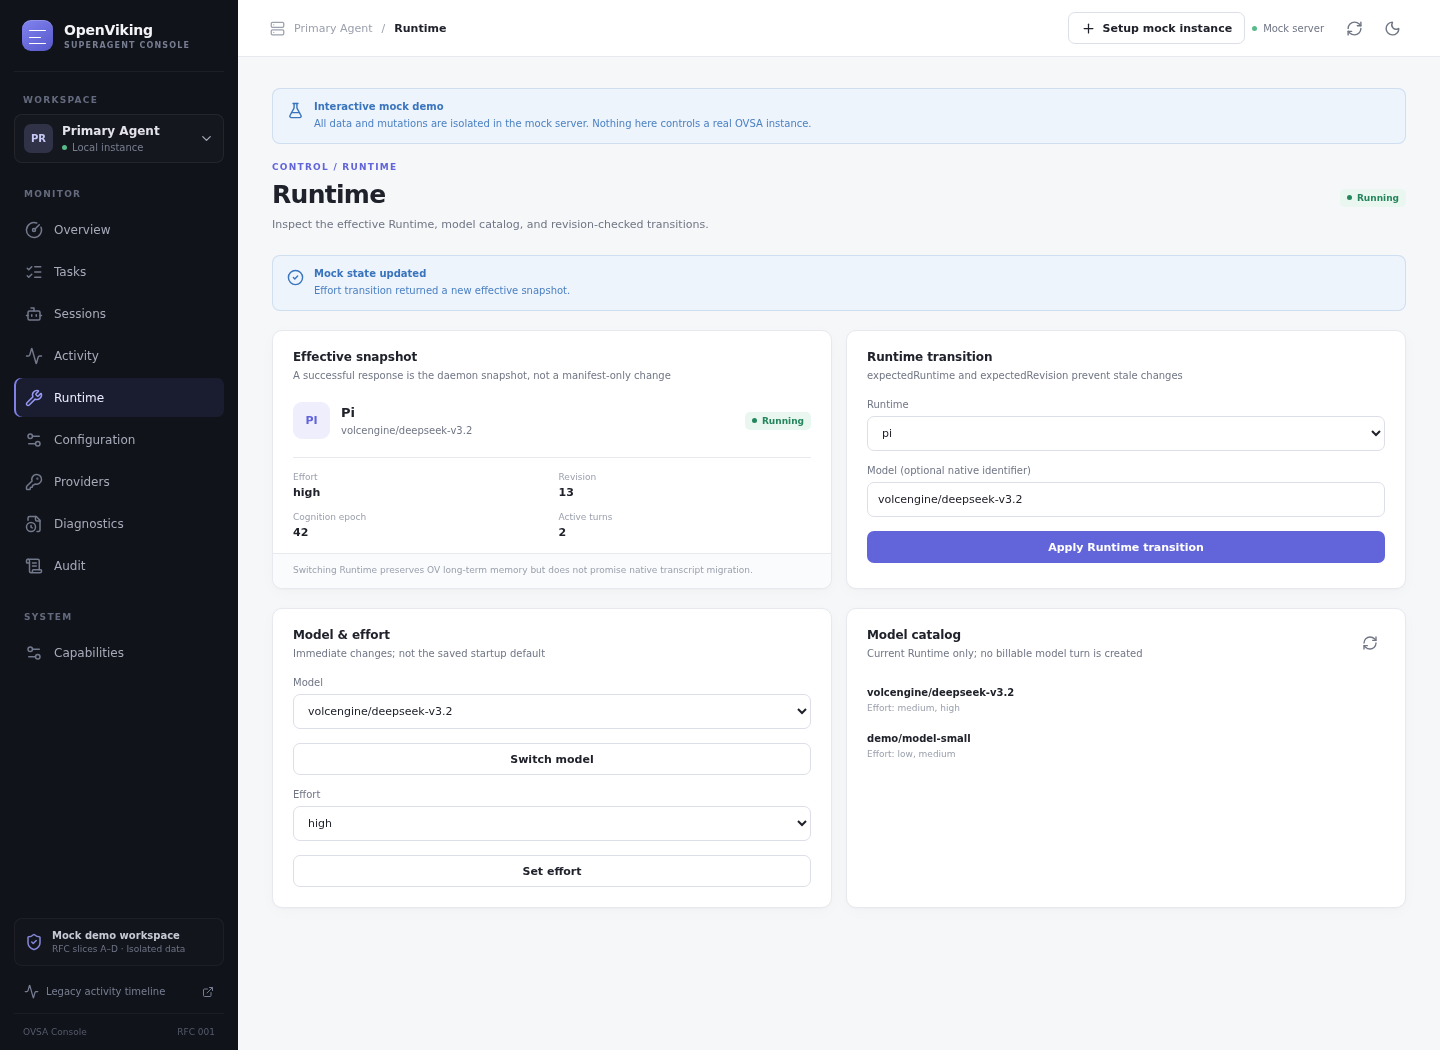 OpenViking
SUPERAGENT CONSOLE
WORKSPACE
PR
Primary Agent
Local instance
MONITOR
Overview
Tasks
Sessions
Activity
Runtime
Configuration
Providers
Diagnostics
Audit
SYSTEM
Capabilities
Mock demo workspace
RFC slices A–D · Isolated data
Legacy activity timeline
OVSA Console RFC 001
Primary Agent / Runtime
Setup mock instance
Mock server
Interactive mock demo
All data and mutations are isolated in the mock server. Nothing here controls a real OVSA instance.
CONTROL / RUNTIME
Runtime
Running
Inspect the effective Runtime, model catalog, and revision-checked transitions.
Mock state updated
Effort transition returned a new effective snapshot.
Effective snapshot
A successful response is the daemon snapshot, not a manifest-only change
PI
Pi
volcengine/deepseek-v3.2
Running
Effort
high
Revision
13
Cognition epoch
42
Active turns
2
Switching Runtime preserves OV long-term memory but does not promise native transcript migration.
Runtime transition
expectedRuntime and expectedRevision prevent stale changes
Runtime
pi
Model (optional native identifier)
volcengine/deepseek-v3.2
Apply Runtime transition
Model & effort
Immediate changes; not the saved startup default
Model
volcengine/deepseek-v3.2
Switch model
Effort
high
Set effort
Model catalog
Current Runtime only; no billable model turn is created
volcengine/deepseek-v3.2
Effort: medium, high
demo/model-small
Effort: low, medium